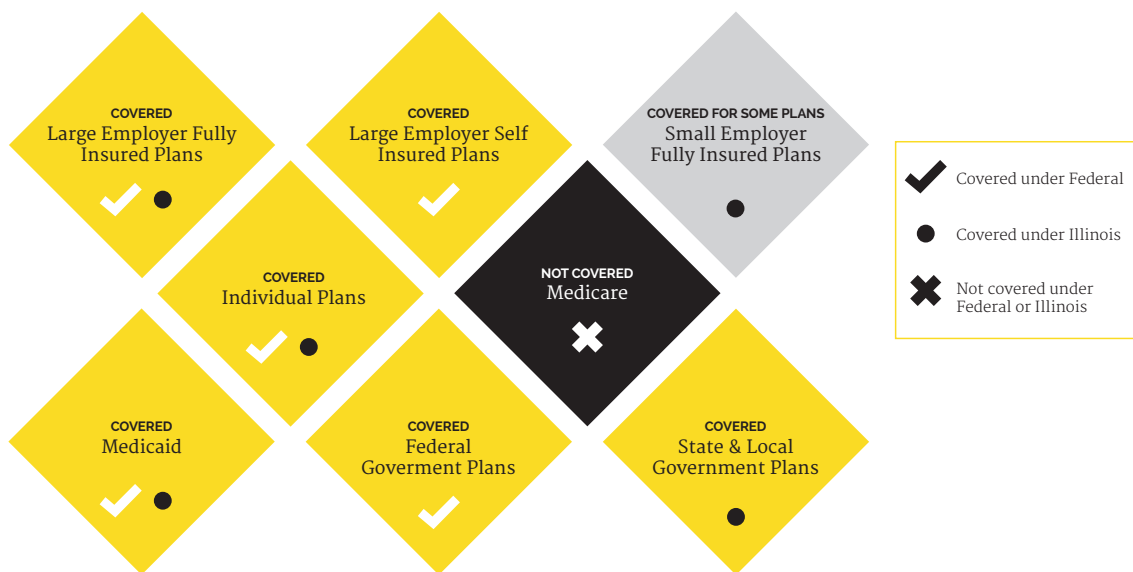 COVERED
Large Employer Fully
Insured Plans
COVERED
Large Employer Self
Insured Plans
COVERED FOR SOME PLANS
Small Employer
Fully Insured Plans
COVERED
Individual Plans
NOT COVERED
Medicare
COVERED
Medicaid
COVERED
Federal
Goverment Plans
COVERED
State & Local
Government Plans
Covered under Federal
Covered under Illinois
Not covered under
Federal or Illinois